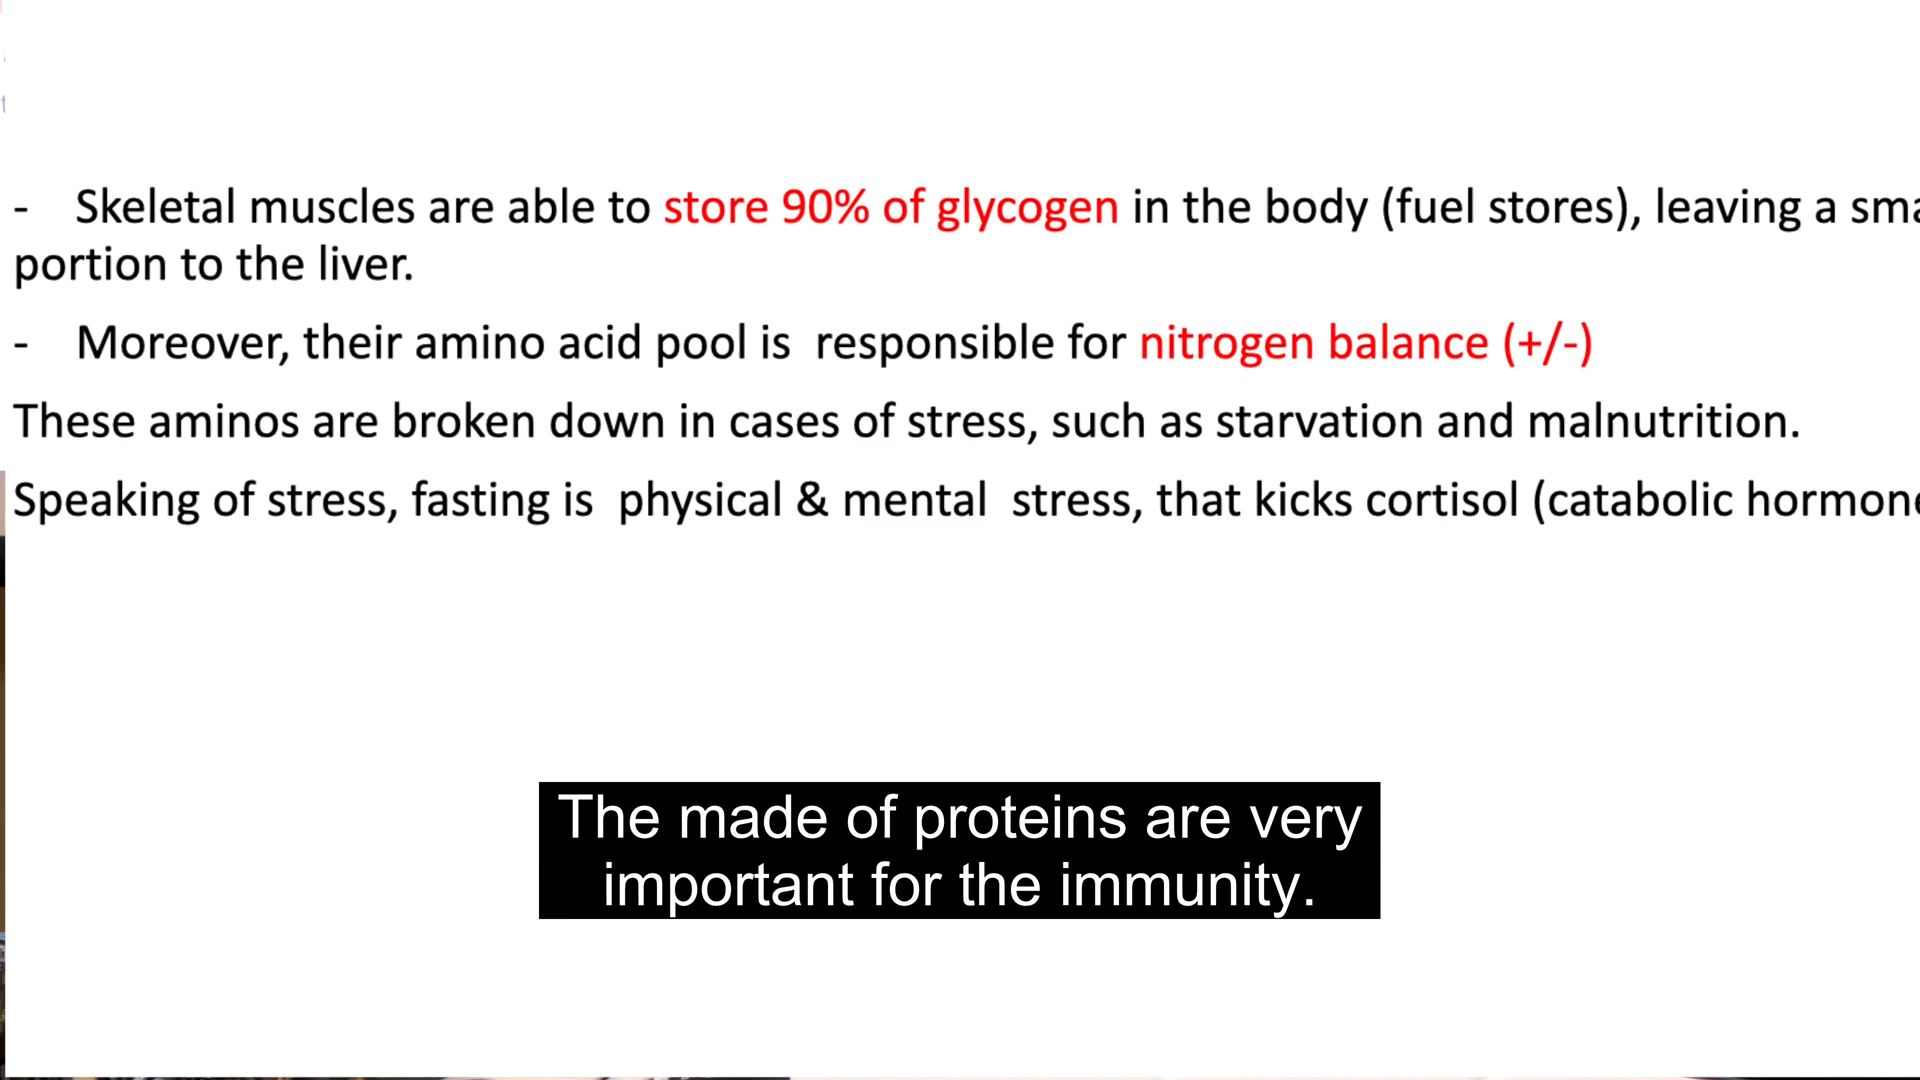 - Skeletal muscles are able to store 90% of glycogen in the body (fuel stores), leaving a
portion to the liver.
- Moreover, their amino acid pool is responsible for nitrogen balance (+/-)
These aminos are broken down in cases of stress, such as starvation and malnutrition.
Speaking of stress, fasting is physical & mental stress, that kicks cortisol (catabolic
The made of proteins are very
important for the immunity.